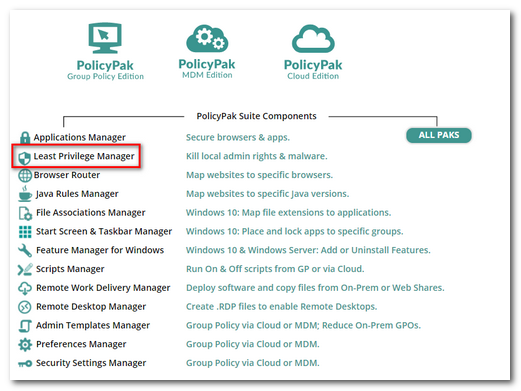 PolicyPak
Group Policy Edition
PolicyPak
MDM Edition
PolicyPak
Cloud Edition
PolicyPak Suite Components
ALL PAKS
Applications Manager Secure browsers & apps.
Least Privilege Manager Kill local admin rights & malware.
Browser Router Map websites to specific browsers.
Java Rules Manager Map websites to specific Java versions.
File Associations Manager Windows 10: Map file extensions to applications.
Start Screen & Taskbar Manager Windows 10: Place and lock apps to specific groups.
Feature Manager for Windows Windows 10 & Windows Server: Add or Uninstall Features.
Scripts Manager Run On & Off scripts from GP or via Cloud.
Remote Work Delivery Manager Deploy software and copy files from On-Prem or Web Shares.
Remote Desktop Manager Create .RDP files to enable Remote Desktops.
Admin Templates Manager Group Policy via Cloud or MDM; Reduce On-Prem GPOs.
Preferences Manager Group Policy via Cloud or MDM.
Security Settings Manager Group Policy via Cloud or MDM.